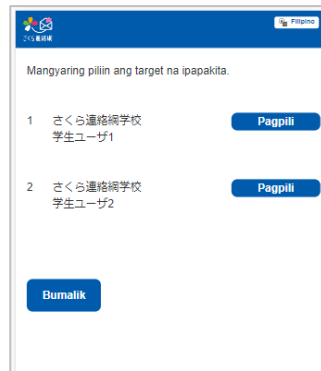 さくら連絡網
Filipino
Mangyaring piliin ang target na ipapakita.
1 さくら連絡網学校 Pagpili
学生ユーザ1
2 さくら連絡網学校 Pagpili
学生ユーザ2
Bumalik